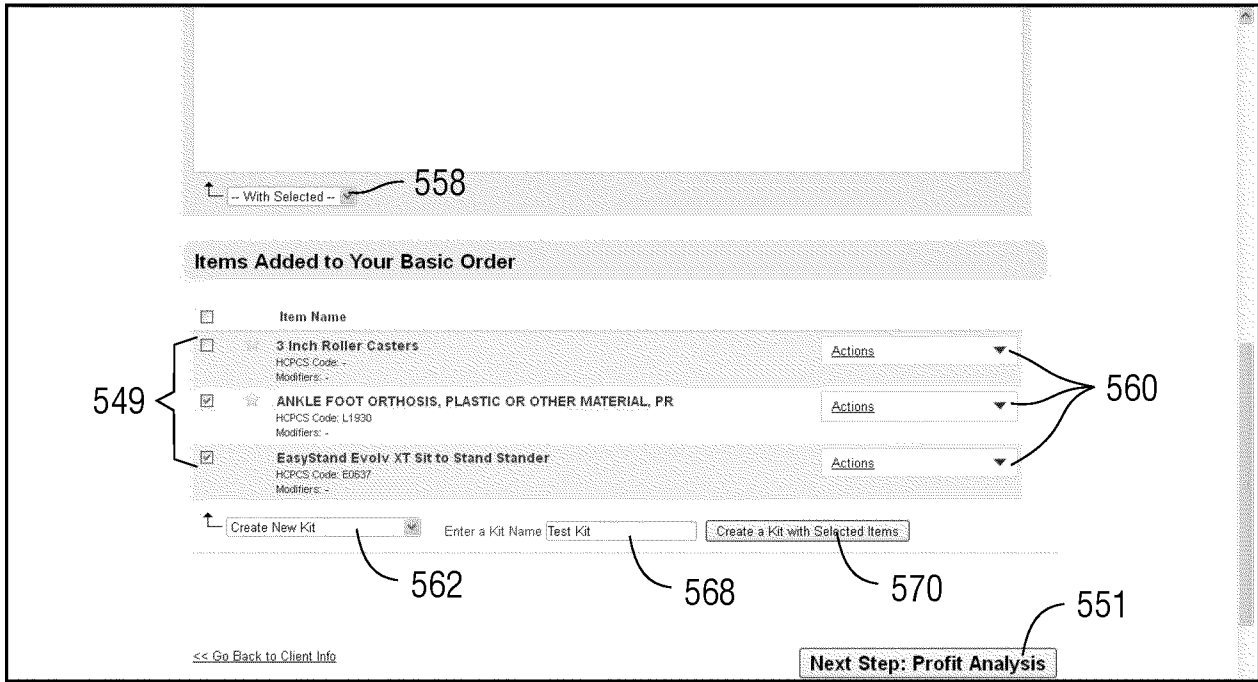 -- With Selected --
558
Items Added to Your Basic Order
Item Name
3 Inch Roller Casters
HCPCS Code: -
Modifiers: -
Actions
ANKLE FOOT ORTHOSIS, PLASTIC OR OTHER MATERIAL, PR
HCPCS Code: L1930
Modifiers: -
Actions
549
560
EasyStand Evolv XT Sit to Stand Stander
HCPCS Code: E0637
Modifiers: -
Actions
Create New Kit
Enter a Kit Name Test Kit
Create a Kit with Selected Items
562
568
570
551
<< Go Back to Client Info
Next Step: Profit Analysis